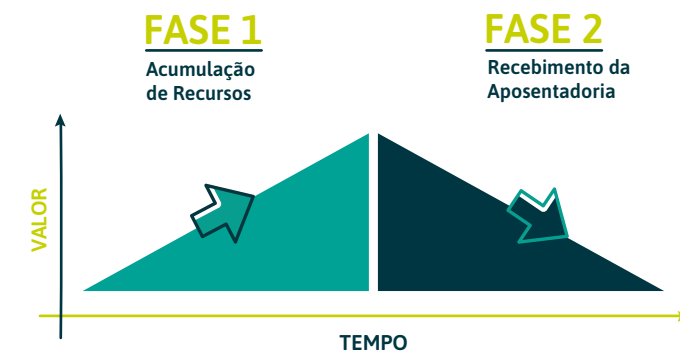 FASE 1
Acumulação
de Recursos
FASE 2
Recebimento da
Aposentadoria
VALOR
TEMPO